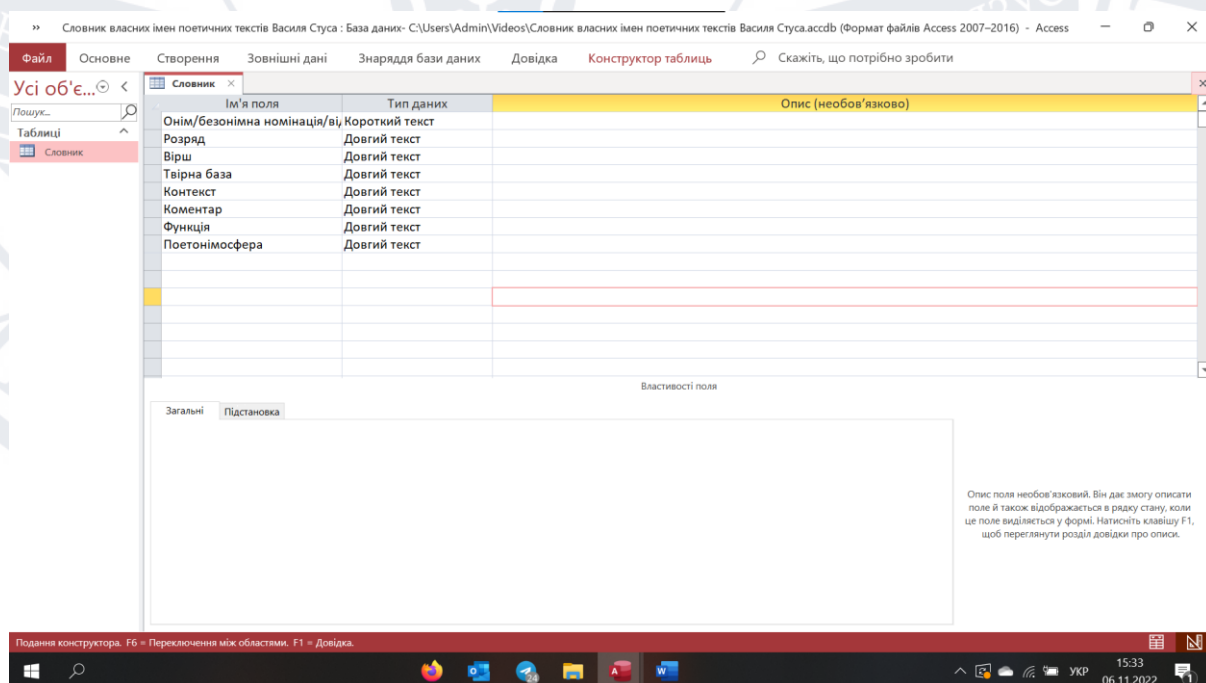 Словник власних імен поетичних текстів Василя Стуса : База даних- C:\Users\Admin\Videos\Словник власних імен поетичних текстів Василя Стуса.accdb (Формат файлів Access 2007–2016) - Access
Файл Основне Створення Зовнішні дані Знаряддя бази даних Довідка Конструктор таблиць Скажіть, що потрібно зробити
Усі об'є...
Словник
Пошук...
Таблиці
Словник
Ім'я поля Тип даних Опис (необов'язково)
Онім/безонімна номінація/ві Короткий текст
Розряд Довгий текст
Вірш Довгий текст
Твірна база Довгий текст
Контекст Довгий текст
Коментар Довгий текст
Функція Довгий текст
Поетонімосфера Довгий текст
Властивості поля
Загальні Підстановка
Опис поля необов'язковий. Він дає змогу описати
поле й також відображається в рядку стану, коли
це поле виділяється у формі. Натисніть клавішу F1,
щоб переглянути розділ довідки про описи.
Подання конструктора. F6 = Переключення між областями. F1 = Довідка.
24
УКР
15:33
06.11.2022
1